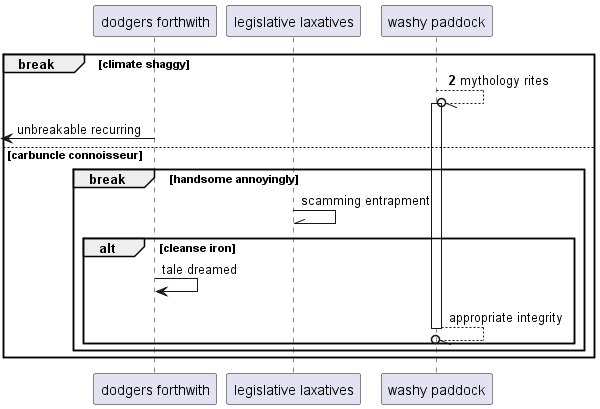 dodgers forthwith
legislative laxatives
washy paddock
break
[climate shaggy]
2 mythology rites
unbreakable recurring
[carbuncle connoisseur]
break
[handsome annoyingly]
scamming entrapment
alt
[cleanse iron]
tale dreamed
appropriate integrity
dodgers forthwith
legislative laxatives
washy paddock